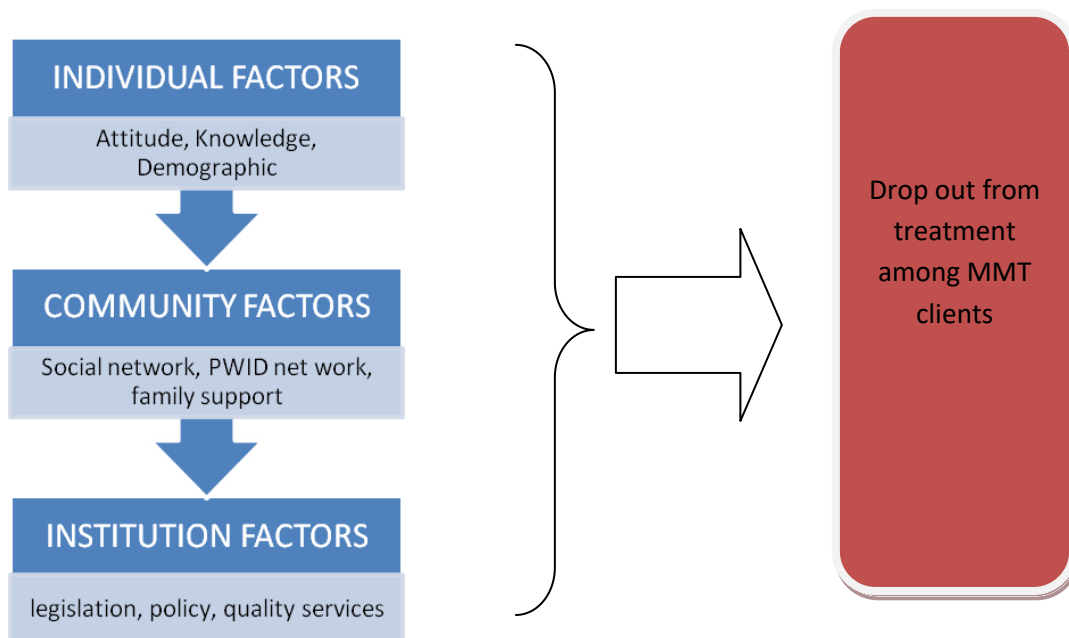 INDIVIDUAL FACTORS
Attitude, Knowledge,
Demographic
COMMUNITY FACTORS
Social network, PWID net work,
family support
INSTITUTION FACTORS
legislation, policy, quality services
Drop out from
treatment
among MMT
clients